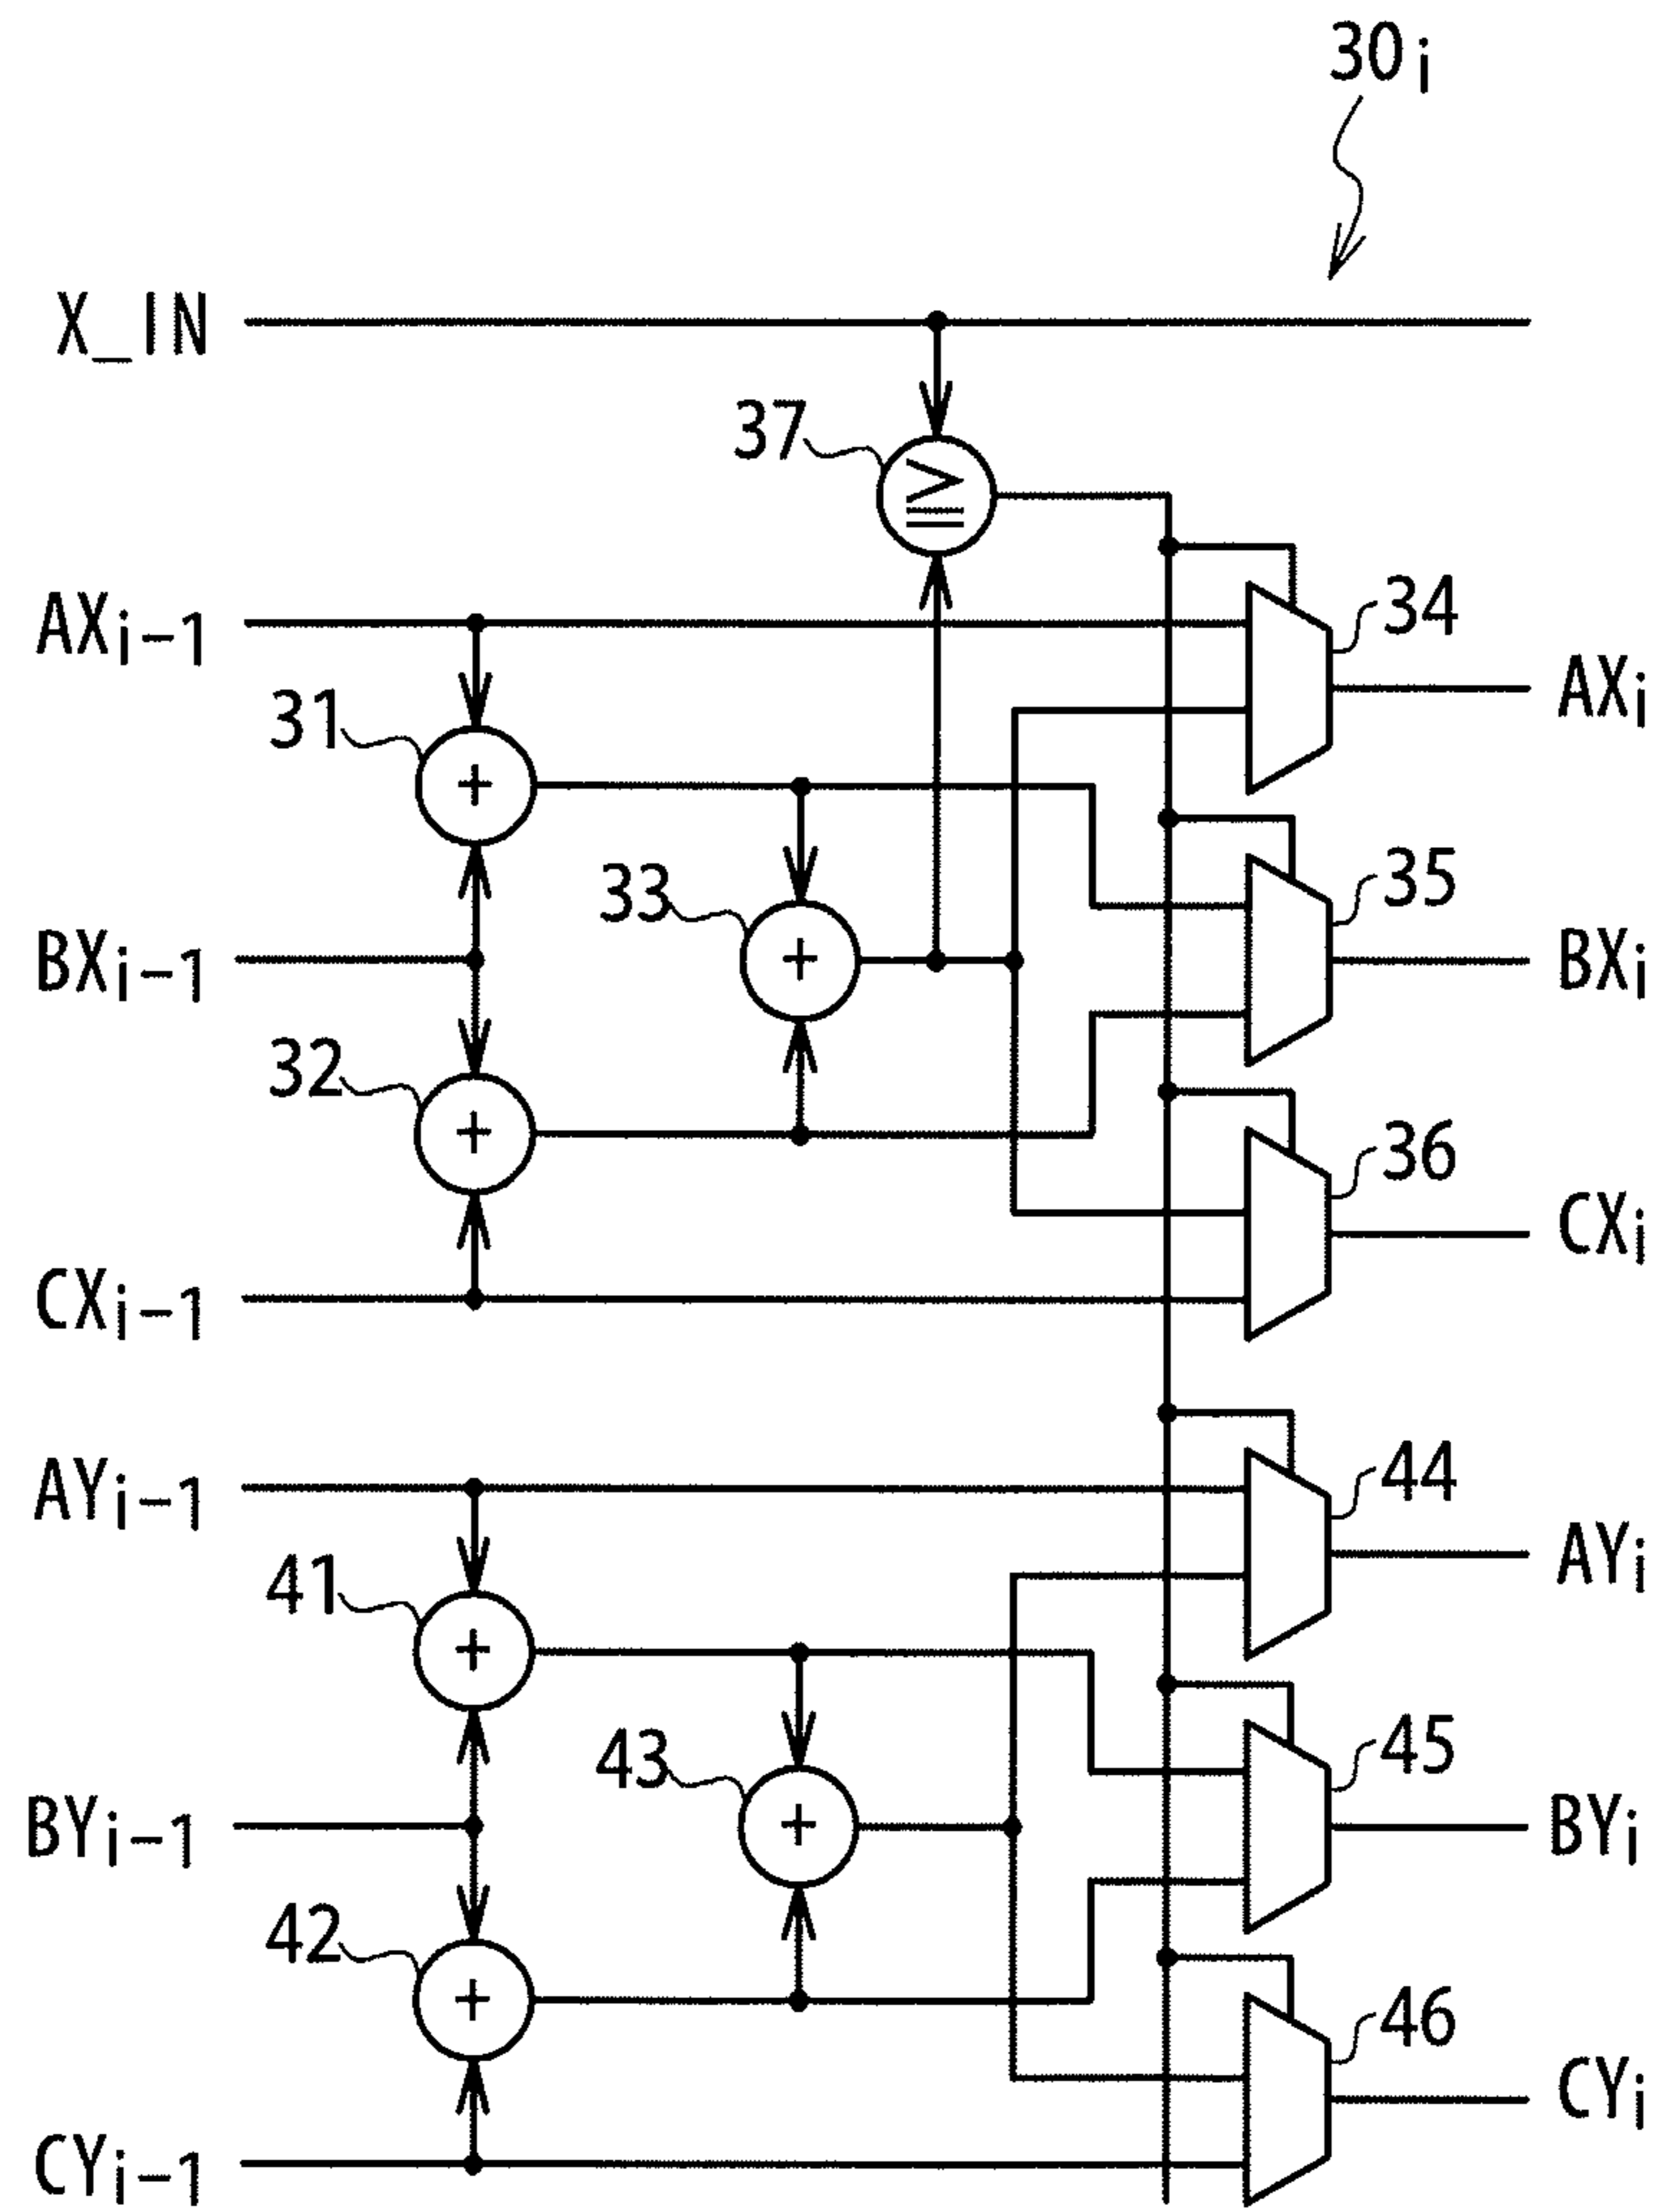 30i
X_IN
37
≧
AXi-1
34
AXi
31
+
35
33
BXi-1
+
BXi
32
+
36
CXi
CXi-1
AYi-1
44
AYi
41
+
45
43
BYi-1
+
BYi
42
+
46
CYi
CYi-1